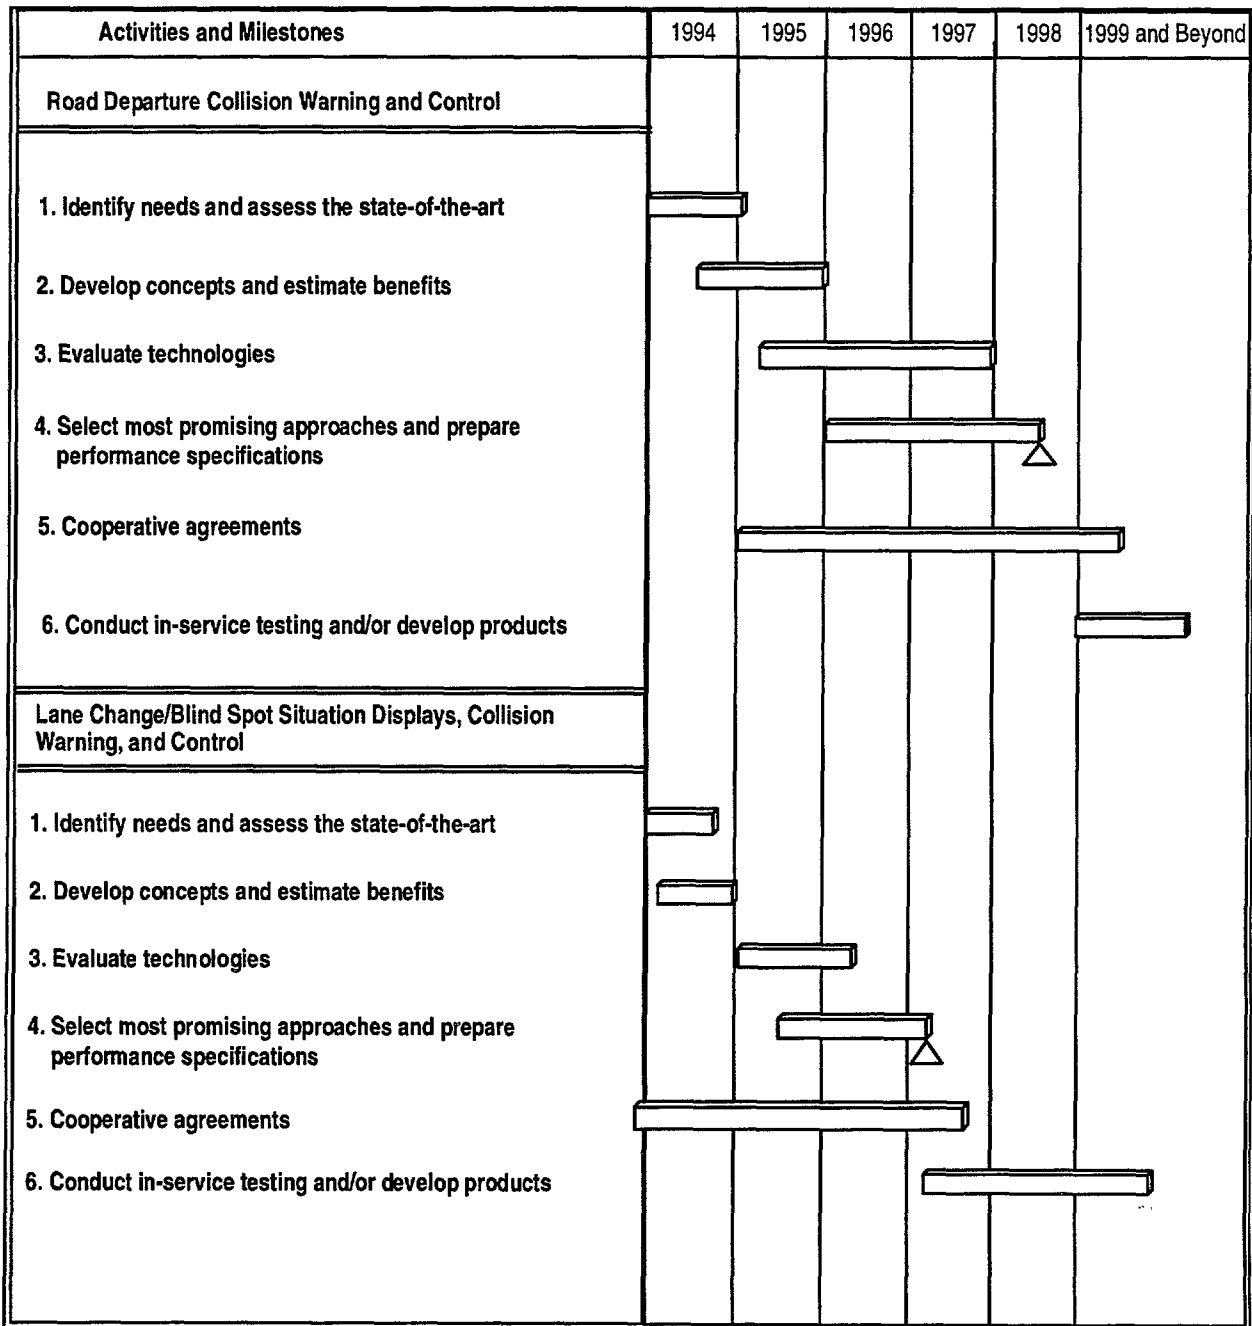 Activities and Milestones 1994 1995 1996 1997 1998 1999 and Beyond
Road Departure Collision Warning and Control
1. Identify needs and assess the state-of-the-art
2. Develop concepts and estimate benefits
3. Evaluate technologies
4. Select most promising approaches and prepare
performance specifications
5. Cooperative agreements
6. Conduct in-service testing and/or develop products
Lane Change/Blind Spot Situation Displays, Collision
Warning, and Control
1. Identify needs and assess the state-of-the-art
2. Develop concepts and estimate benefits
3. Evaluate technologies
4. Select most promising approaches and prepare
performance specifications
5. Cooperative agreements
6. Conduct in-service testing and/or develop products